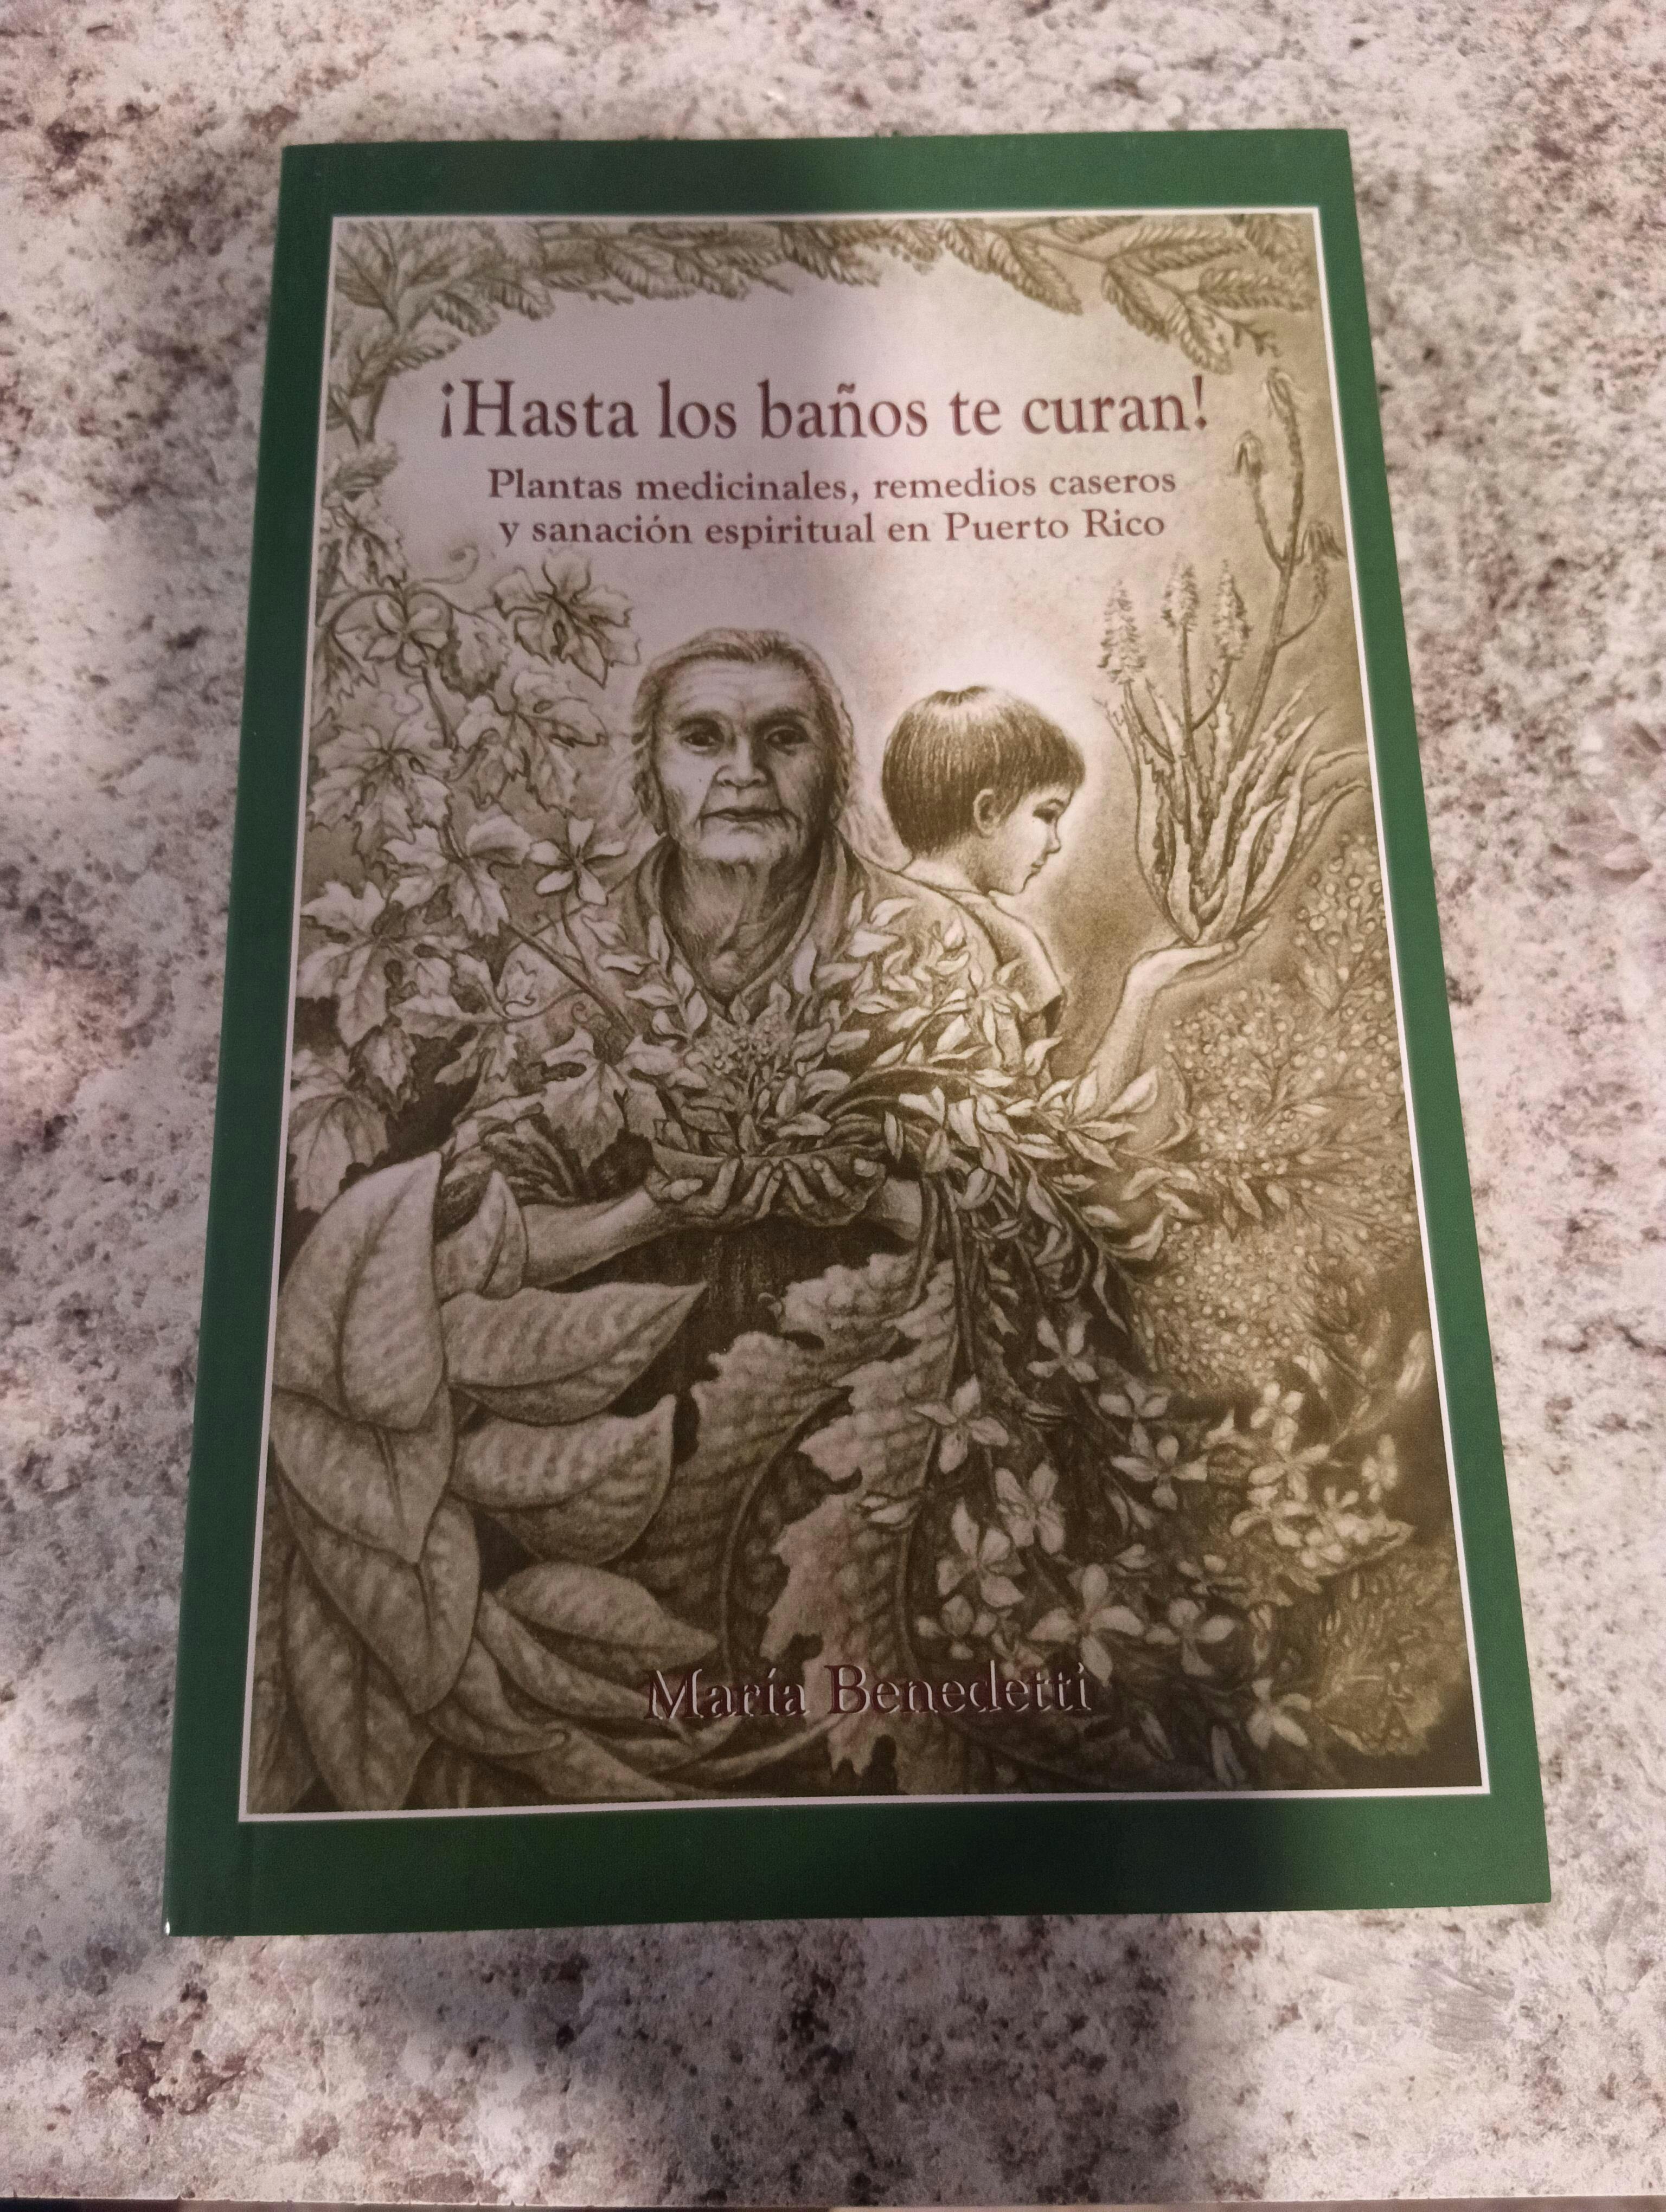 ¡Hasta los baños te curan!
Plantas medicinales, remedios caseros
y sanación espiritual en Puerto Rico
María Benedetti